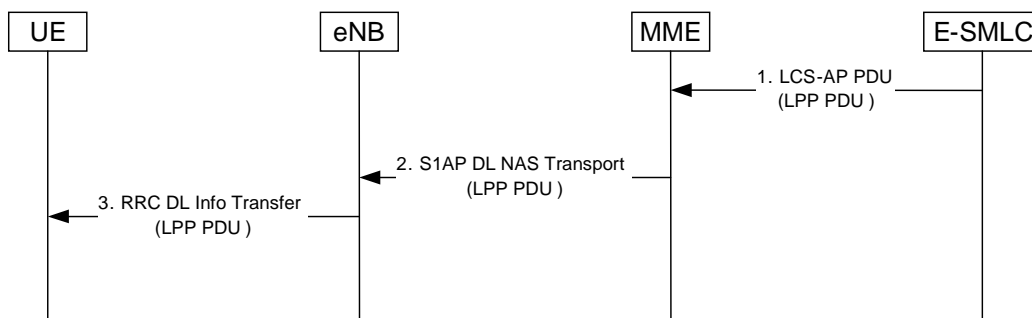 UE
eNB
MME
E-SMLC
1. LCS-AP PDU
(LPP PDU )
2. S1AP DL NAS Transport
(LPP PDU )
3. RRC DL Info Transfer
(LPP PDU )